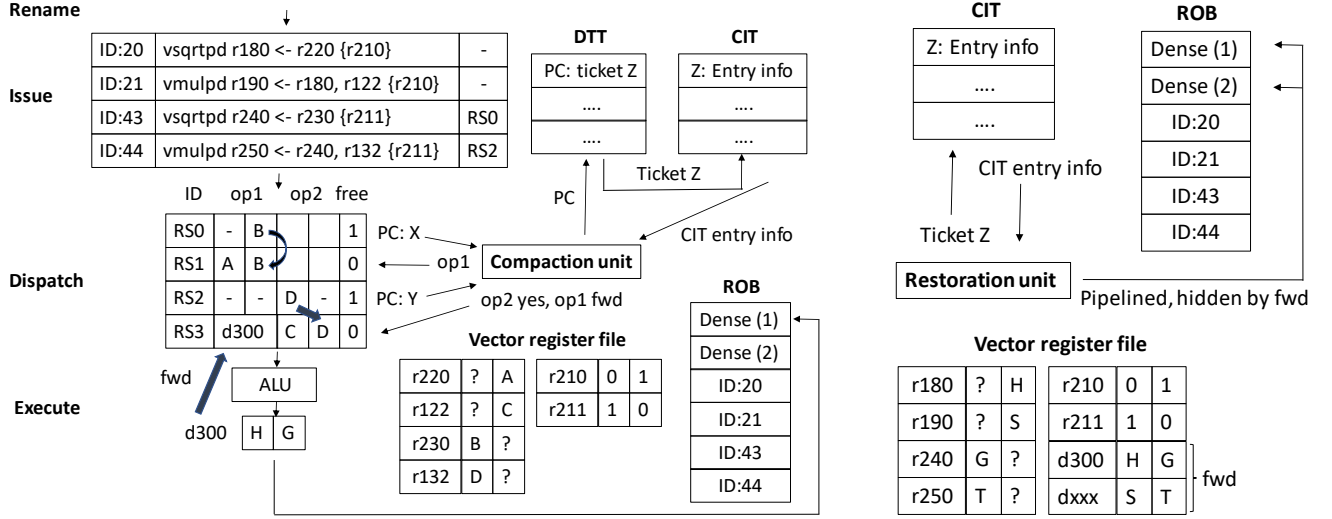 Rename
Issue
Dispatch
Execute
ID:20 vsqrtpd r180 <- r220 {r210} -
ID:21 vmulpd r190 <- r180, r122 {r210} -
ID:43 vsqrtpd r240 <- r230 {r211} RS0
ID:44 vmulpd r250 <- r240, r132 {r211} RS2
ID op1 op2 free
RS0 - B 1
RS1 A B 0
RS2 - - D - 1
RS3 d300 C D 0
fwd
ALU
d300 H G
DTT
PC: ticket Z
....
....
CIT
Z: Entry info
....
....
Ticket Z
PC
CIT entry info
PC: X
op1
Compaction unit
PC: Y
op2 yes, op1 fwd
Vector register file
r220 ? A r210 0 1
r122 ? C r211 1 0
r230 B ?
r132 D ?
ROB
Dense (1)
Dense (2)
ID:20
ID:21
ID:43
ID:44
CIT
Z: Entry info
....
....
CIT entry info
Ticket Z
Restoration unit
ROB
Dense (1)
Dense (2)
ID:20
ID:21
ID:43
ID:44
Pipelined, hidden by fwd
Vector register file
r180 ? H r210 0 1
r190 ? S r211 1 0
r240 G ? d300 H G
r250 T ? dxxx S T
fwd